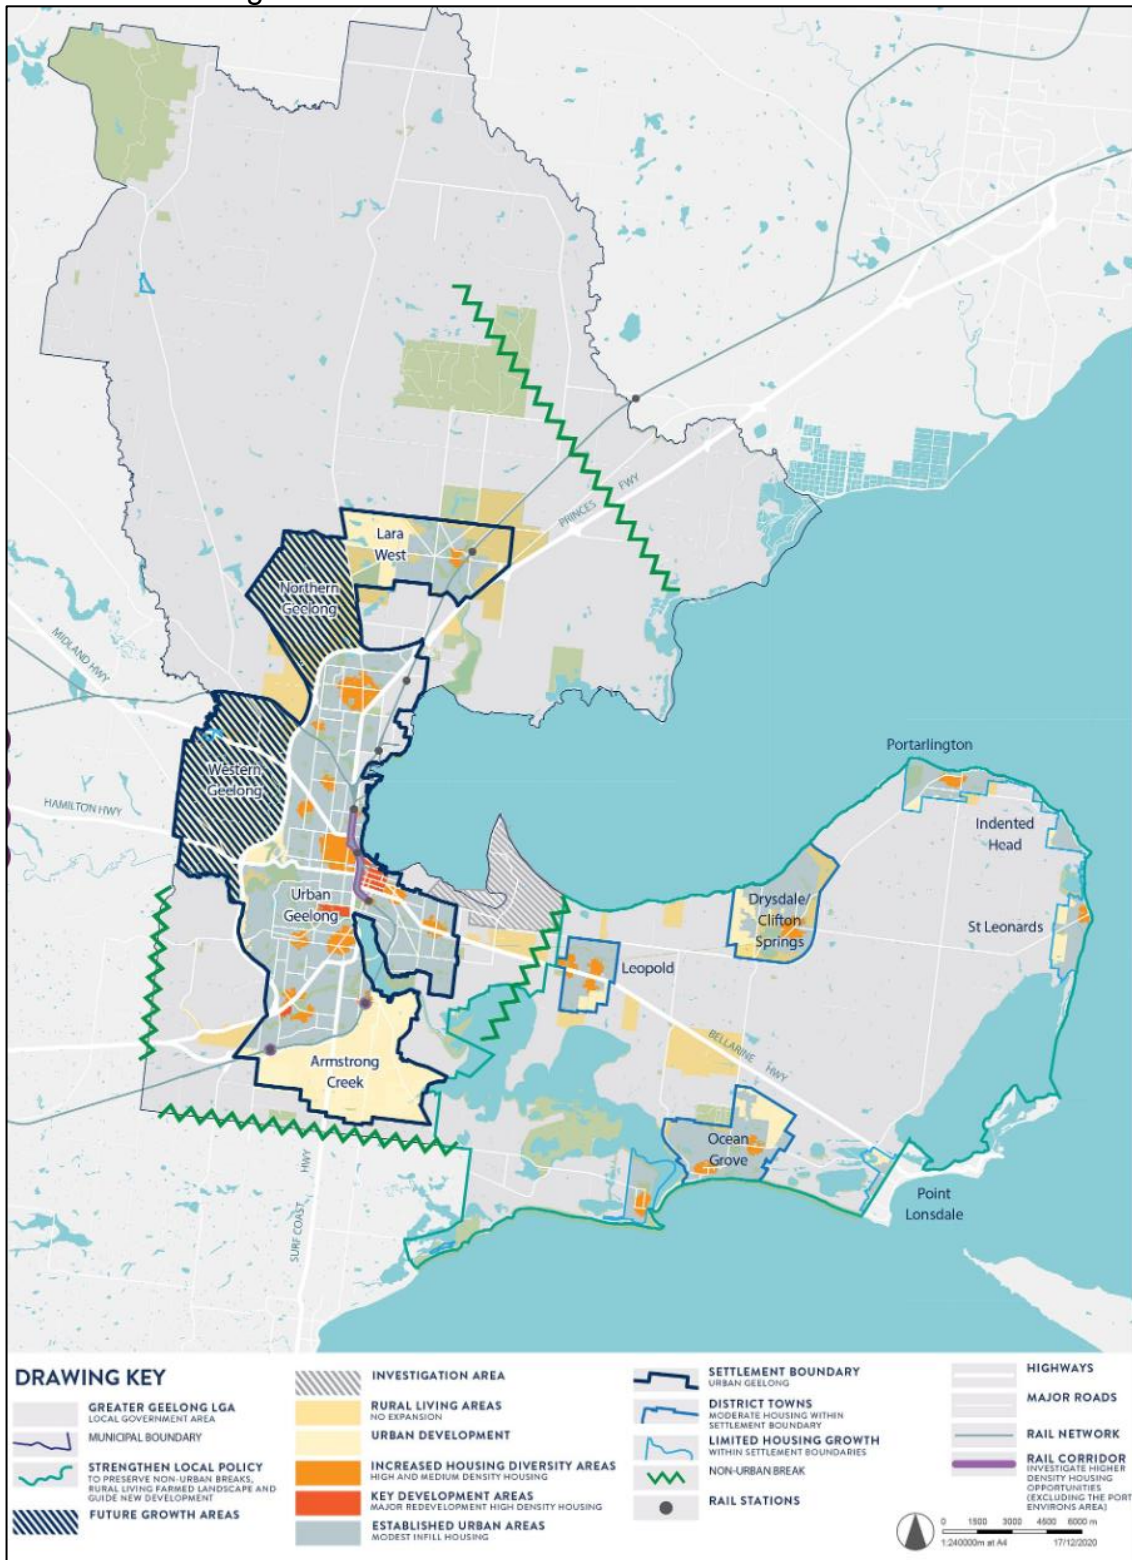 Lara
West
PRINCES FWY
Northern
Geelong
MIDLAND HWY
Western
Geelong
HAMILTON HWY
Portarlington
Indented
Head
Urban
Geelong
Drysdale/
Clifton
Springs
St Leonards
Leopold
Armstrong
Creek
BELLARINE HWY
Ocean
Grove
Point
Lonsdale
SURF COAST HWY
DRAWING KEY
GREATER GEELONG LGA
LOCAL GOVERNMENT AREA
MUNICIPAL BOUNDARY
STRENGTHEN LOCAL POLICY
TO PRESERVE NON-URBAN BREAKS,
RURAL LIVING FARMED LANDSCAPE AND
GUIDE NEW DEVELOPMENT
FUTURE GROWTH AREAS
INVESTIGATION AREA
RURAL LIVING AREAS
NO EXPANSION
URBAN DEVELOPMENT
INCREASED HOUSING DIVERSITY AREAS
HIGH AND MEDIUM DENSITY HOUSING
KEY DEVELOPMENT AREAS
MAJOR REDEVELOPMENT HIGH DENSITY HOUSING
ESTABLISHED URBAN AREAS
MODEST INFILL HOUSING
SETTLEMENT BOUNDARY
URBAN GEELONG
DISTRICT TOWNS
MODERATE HOUSING WITHIN
SETTLEMENT BOUNDARY
LIMITED HOUSING GROWTH
WITHIN SETTLEMENT BOUNDARIES
NON-URBAN BREAK
RAIL STATIONS
HIGHWAYS
MAJOR ROADS
RAIL NETWORK
RAIL CORRIDOR
INVESTIGATE HIGHER
DENSITY HOUSING
OPPORTUNITIES
(EXCLUDING THE PORT
ENVIRONS AREA)
0 1500 3000 4500 6000 m
1:240000m at A4 17/12/2020